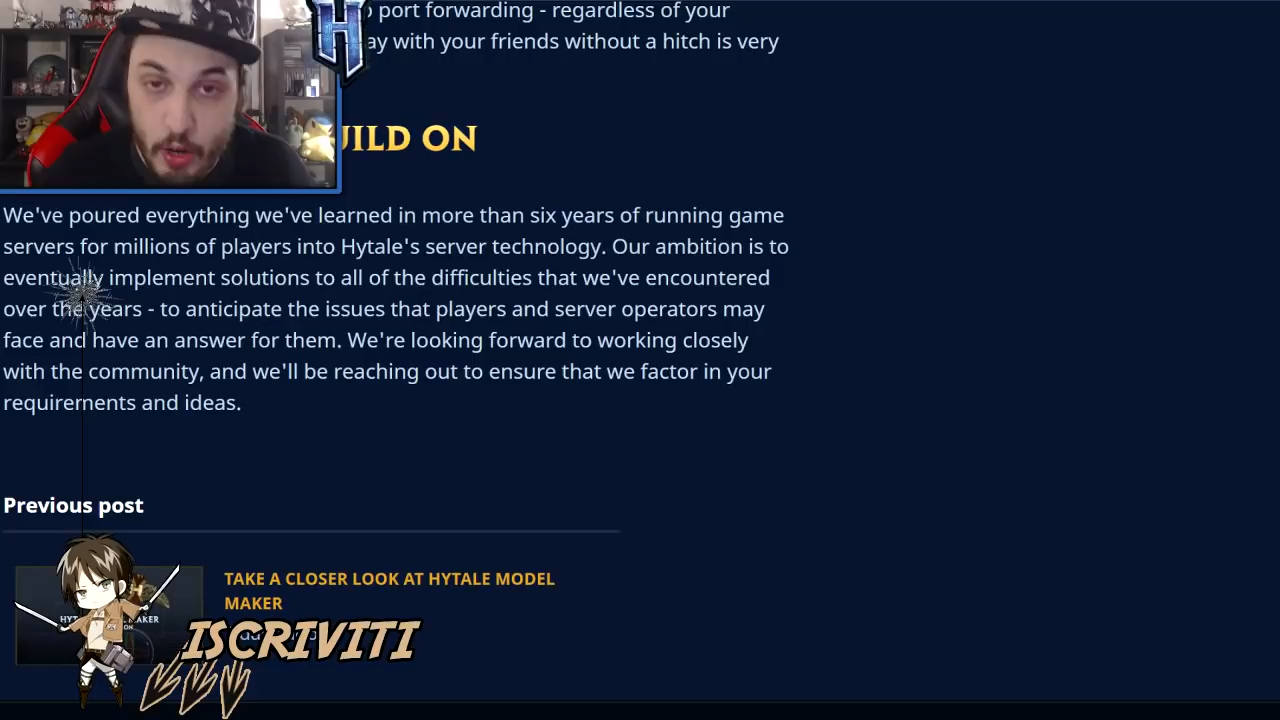 port forwarding - regardless of your
ay with your friends without a hitch is very
UILD ON
We've poured everything we've learned in more than six years of running game
servers for millions of players into Hytale's server technology. Our ambition is to
eventually implement solutions to all of the difficulties that we've encountered
over the years - to anticipate the issues that players and server operators may
face and have an answer for them. We're looking forward to working closely
with the community, and we'll be reaching out to ensure that we factor in your
requirements and ideas.
Previous post
TAKE A CLOSER LOOK AT HYTALE MODEL
MAKER
ISCRIVITI